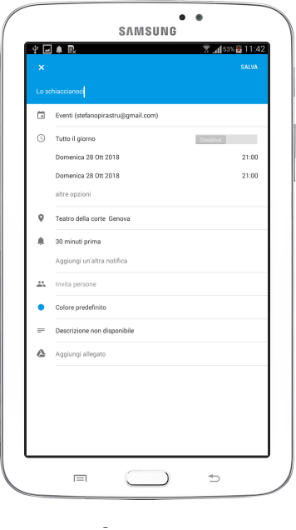 SAMSUNG
53% 11:42
SALVA
Lo schiaccianoci
Eventi (stefanopirastru@gmail.com)
Tutto il giorno
Domenica 28 Ott 2018 21:00
Domenica 28 Ott 2018 21:00
altre opzioni
Teatro della corte Genova
30 minuti prima
Aggiungi un'altra notifica
Invita persone
Colore predefinito
Descrizione non disponibile
Aggiungi allegato